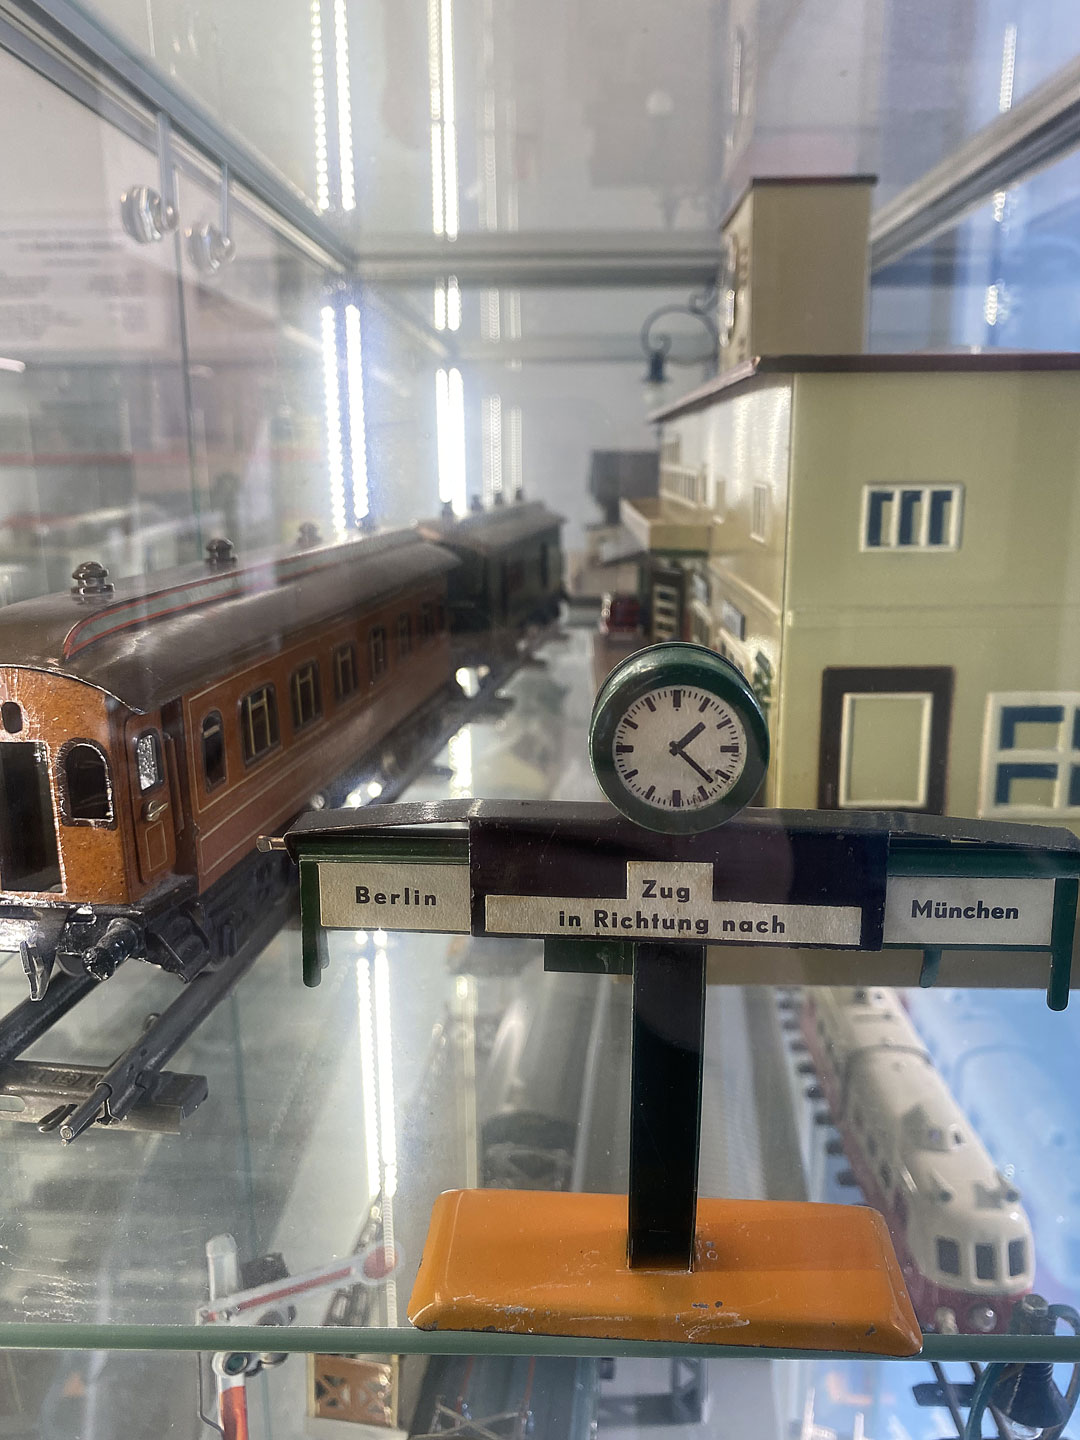 Berlin
Zug
in Richtung nach
München